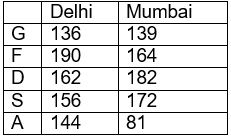 Delhi Mumbai
G 136 139
F 190 164
D 162 182
S 156 172
A 144 81